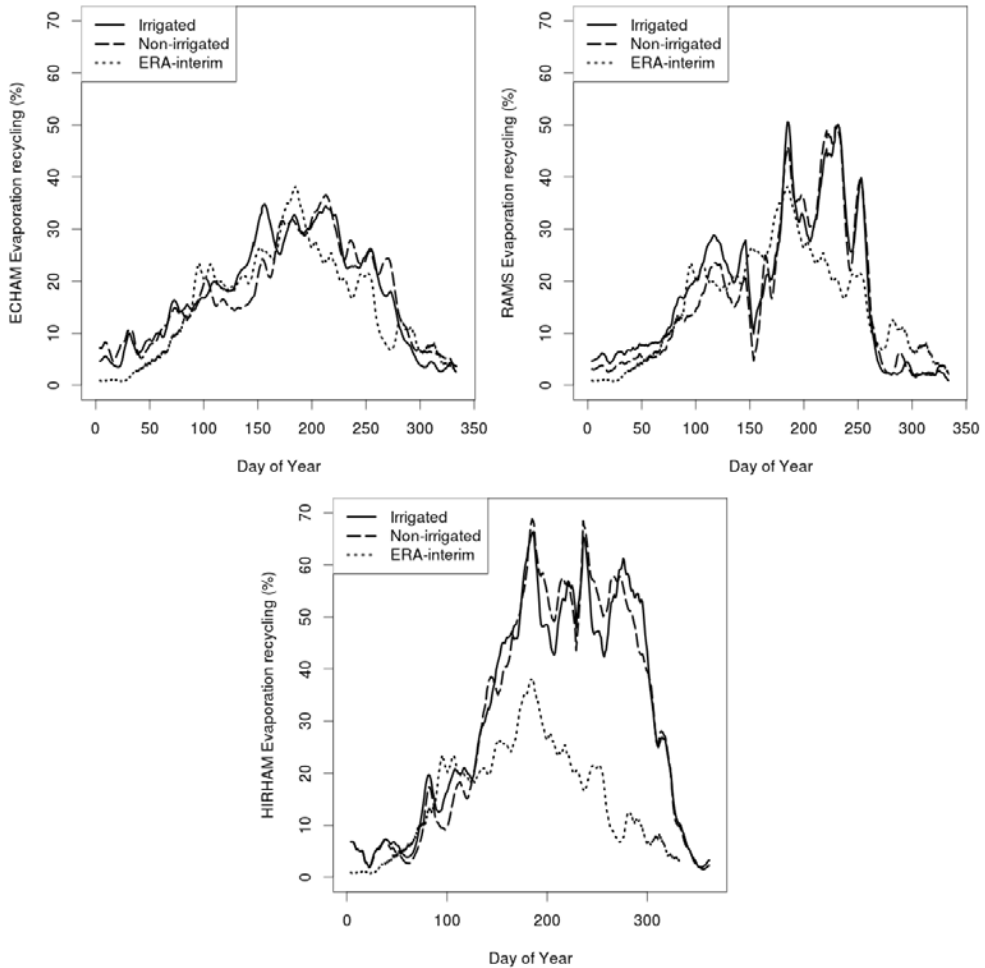 ECHAM Evaporation recycling (%)
70
60
50
40
30
20
10
0
Irrigated
Non-irrigated
ERA-interim
0 50 100 150 200 250 300 350
Day of Year
RAMS Evaporation recycling (%)
70
60
50
40
30
20
10
0
Irrigated
Non-irrigated
ERA-interim
0 50 100 150 200 250 300 350
Day of Year
HIRHAM Evaporation recycling (%)
70
60
50
40
30
20
10
0
Irrigated
Non-irrigated
ERA-interim
0 100 200 300
Day of Year